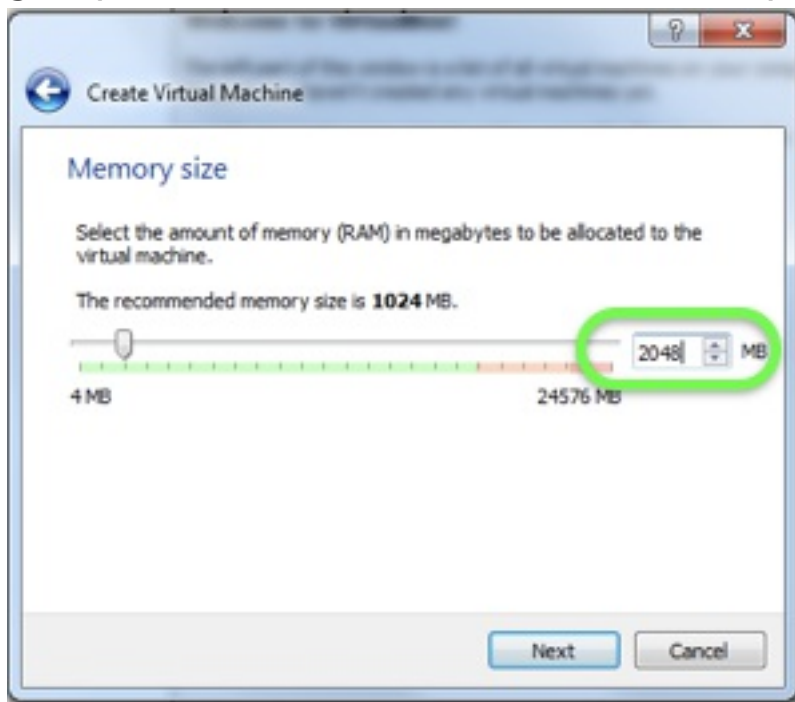 Create Virtual Machine
Memory size
Select the amount of memory (RAM) in megabytes to be allocated to the
virtual machine.
The recommended memory size is 1024 MB.
2048 MB
4 MB 24576 MB
Next Cancel